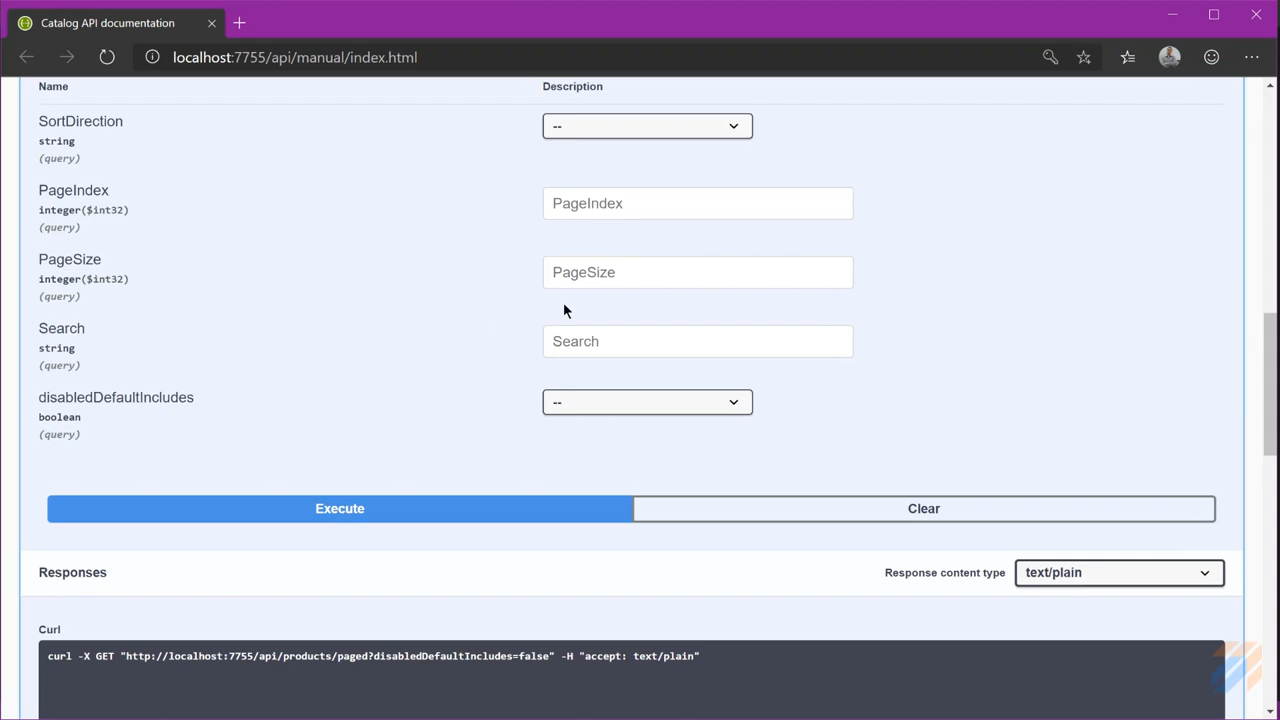 Catalog API documentation
localhost:7755/api/manual/index.html
Name Description
SortDirection
string
(query)
--
PageIndex
integer($int32)
(query)
PageIndex
PageSize
integer($int32)
(query)
PageSize
Search
string
(query)
Search
disabledDefaultIncludes
boolean
(query)
--
Execute Clear
Responses Response content type text/plain
Curl
curl -X GET "http://localhost:7755/api/products/paged?disabledDefaultIncludes=false" -H "accept: text/plain"